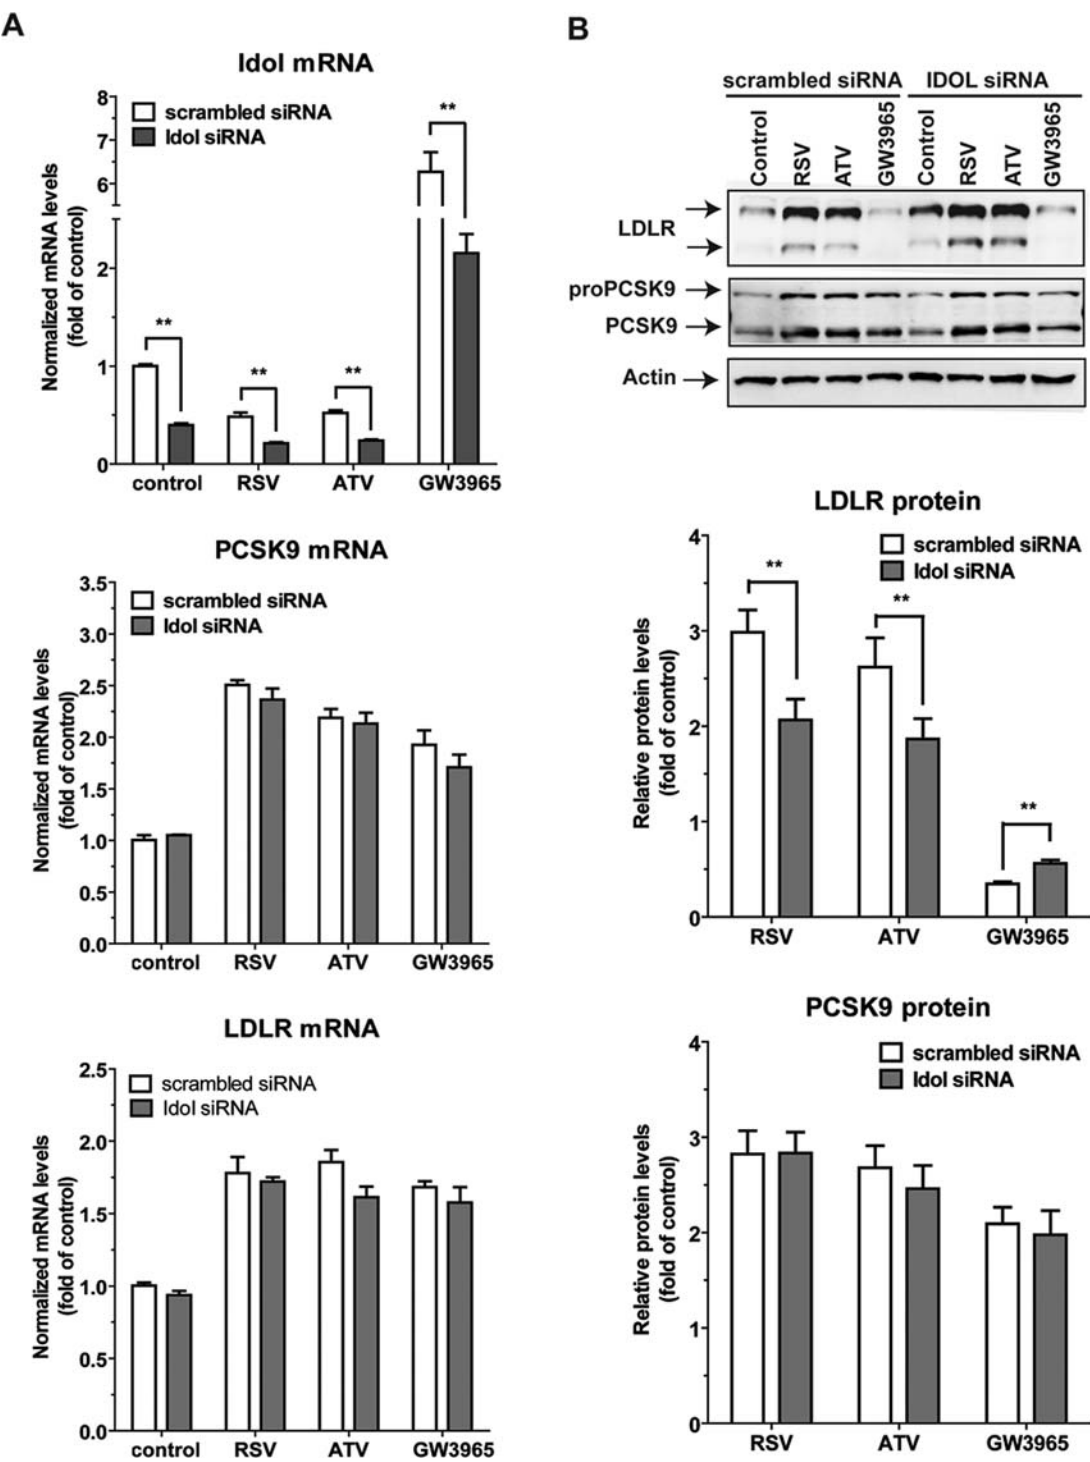 A
Idol mRNA
scrambled siRNA
Idol siRNA
Normalized mRNA levels
(fold of control)
8
7
6
2
1
0
**
**
**
**
control RSV ATV GW3965
PCSK9 mRNA
scrambled siRNA
Idol siRNA
Normalized mRNA levels
(fold of control)
3.5
3.0
2.5
2.0
1.5
1.0
0.5
0.0
control RSV ATV GW3965
LDLR mRNA
scrambled siRNA
Idol siRNA
Normalized mRNA levels
(fold of control)
2.5
2.0
1.5
1.0
0.5
0.0
control RSV ATV GW3965
B
scrambled siRNA IDOL siRNA
Control RSV ATV GW3965 Control RSV ATV GW3965
LDLR
proPCSK9
PCSK9
Actin
LDLR protein
scrambled siRNA
Idol siRNA
Relative protein levels
(fold of control)
4
3
2
1
0
**
**
**
RSV ATV GW3965
PCSK9 protein
scrambled siRNA
Idol siRNA
Relative protein levels
(fold of control)
4
3
2
1
0
RSV ATV GW3965